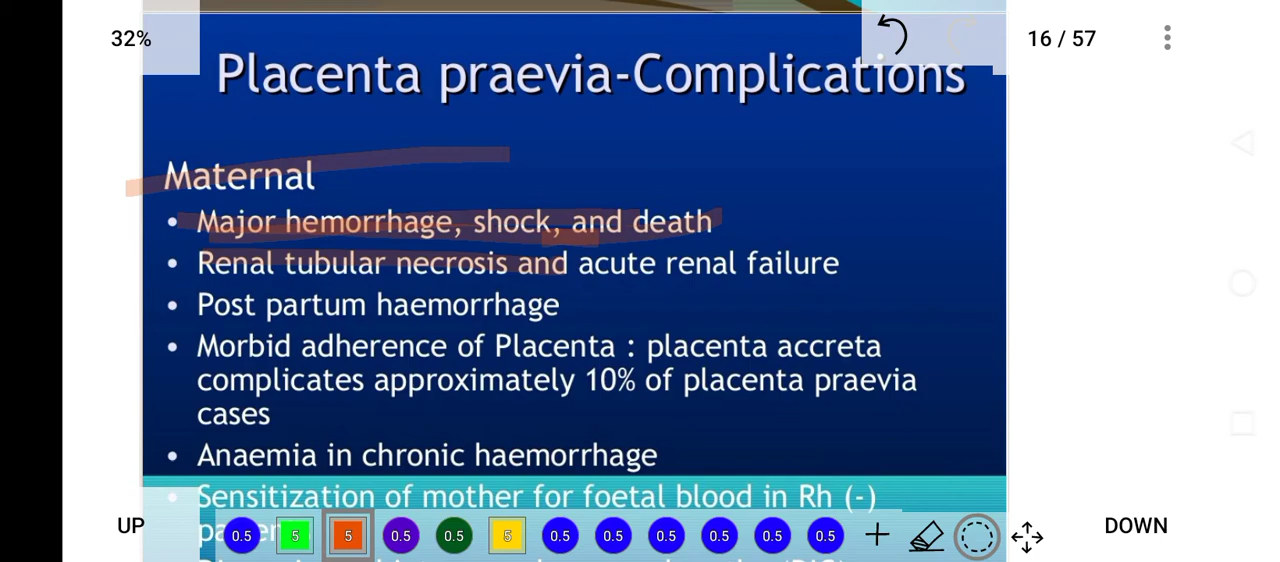 32%
16 / 57
Placenta praevia-Complications
Maternal
• Major hemorrhage, shock, and death
• Renal tubular necrosis and acute renal failure
• Post partum haemorrhage
• Morbid adherence of Placenta : placenta accreta
complicates approximately 10% of placenta praevia
cases
• Anaemia in chronic haemorrhage
• Sensitization of mother for foetal blood in Rh (-)
UP
0.5 5 5 0.5 0.5 5 0.5 0.5 0.5 0.5 0.5 0.5
DOWN